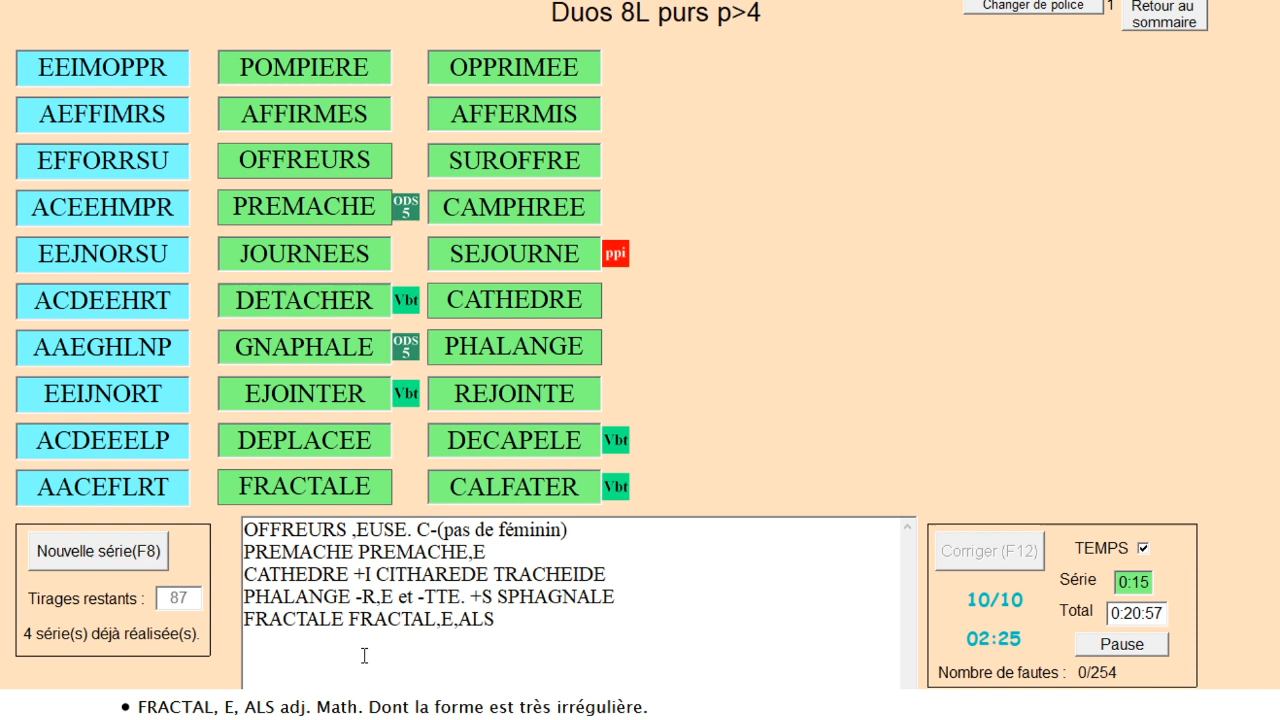 Duos 8L purs p>4
Changer de police 1
Retour au sommaire
EEIMOPPR POMPIERE OPPRIMEE
AEFFIMRS AFFIRMES AFFERMIS
EFFORRSU OFFREURS SUROFFRE
ACEEHMPR PREMACHE ODS 5 CAMPHREE
EEJNORSU JOURNEES SEJOURNE ppi
ACDEEHRT DETACHER Vbt CATHEDRE
AAEGHLNP GNAPHALE ODS 5 PHALANGE
EEIJNORT EJOINTER Vbt REJOINTE
ACDEEELP DEPLACEE DECAPELE Vbt
AACEFLRT FRACTALE CALFATER Vbt
Nouvelle série(F8)
Tirages restants : 87
4 série(s) déjà réalisée(s).
OFFREURS ,EUSE. C-(pas de féminin)
PREMACHE PREMACHE,E
CATHEDRE +I CITHAREDE TRACHEIDE
PHALANGE -R,E et -TTE. +S SPHAGNALE
FRACTALE FRACTAL,E,ALS
Corriger (F12)
TEMPS
Série 0:15
10/10
Total 0:20:57
02:25
Pause
Nombre de fautes : 0/254
• FRACTAL, E, ALS adj. Math. Dont la forme est très irrégulière.